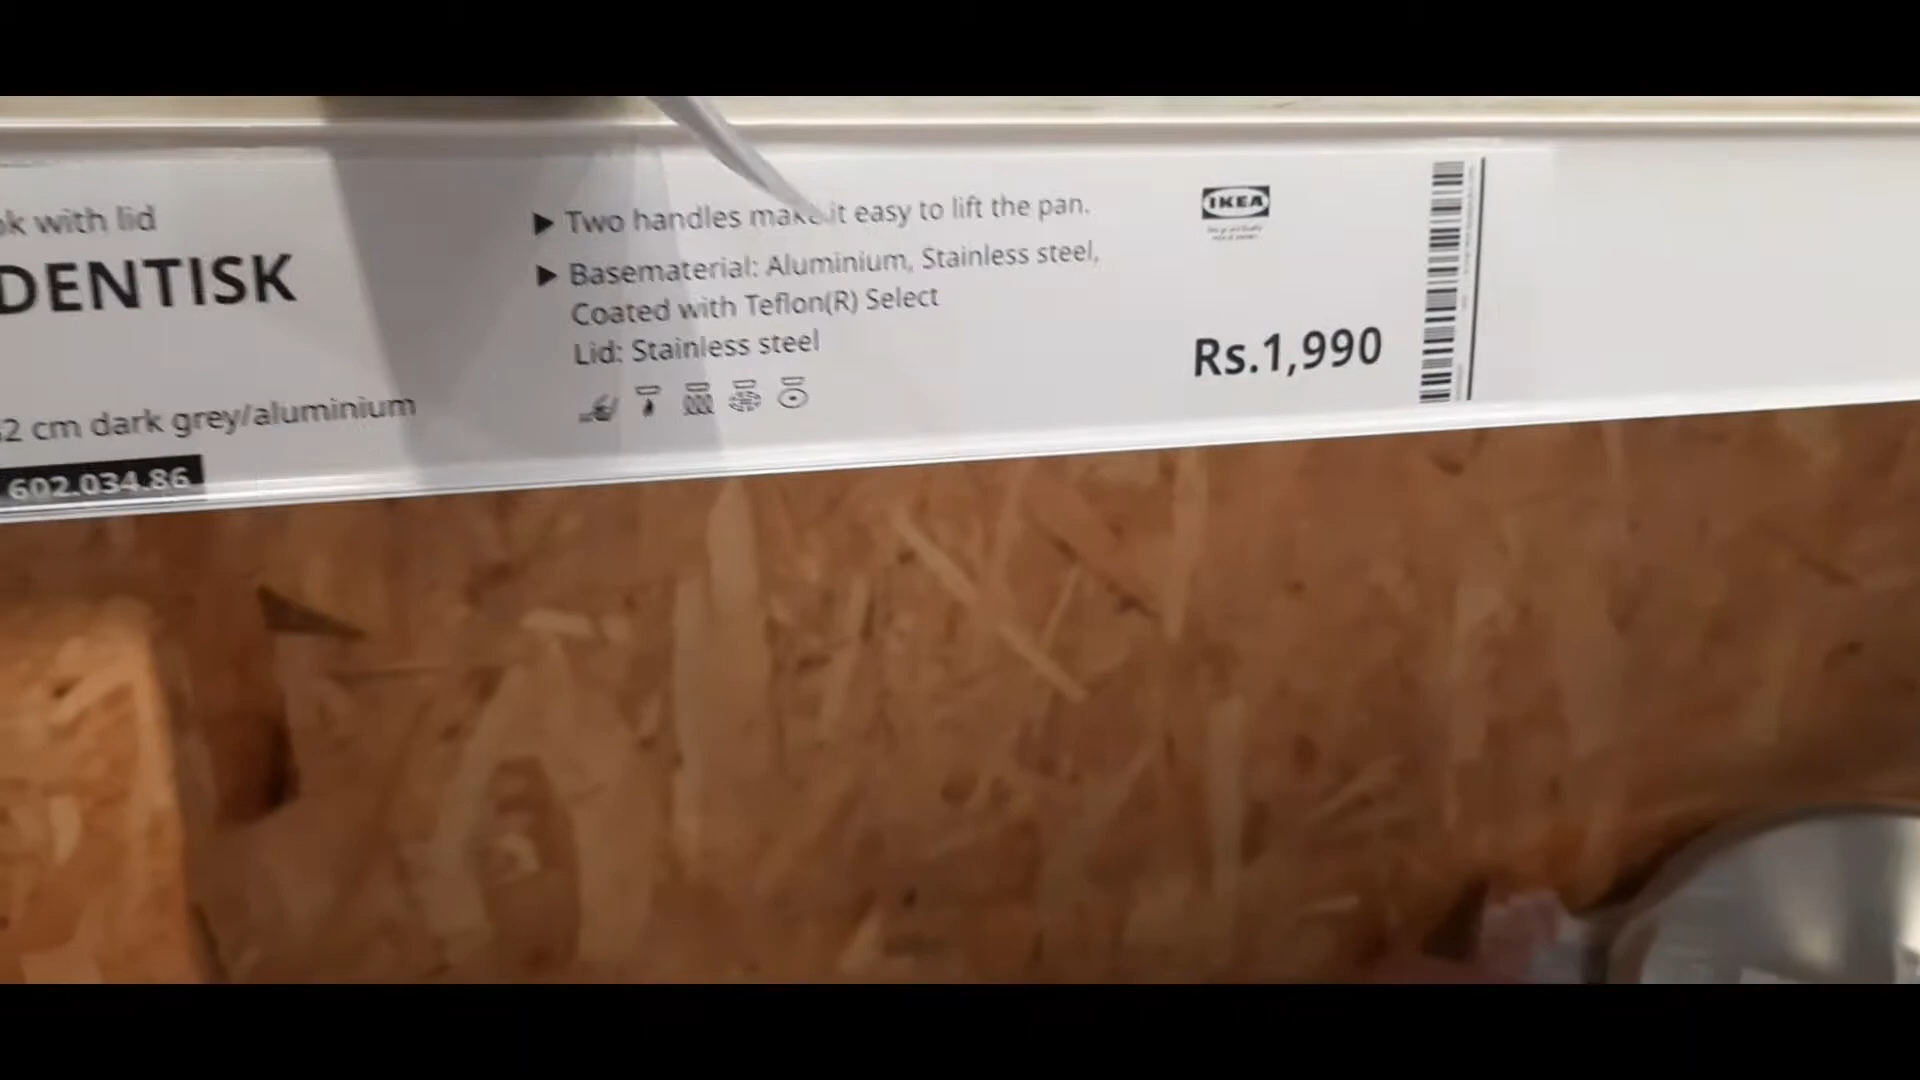 ok with lid
DENTISK
2 cm dark grey/aluminium
602.034.86
▶ Two handles make it easy to lift the pan.
▶ Basematerial: Aluminium, Stainless steel,
Coated with Teflon(R) Select
Lid: Stainless steel
IKEA
Rs.1,990